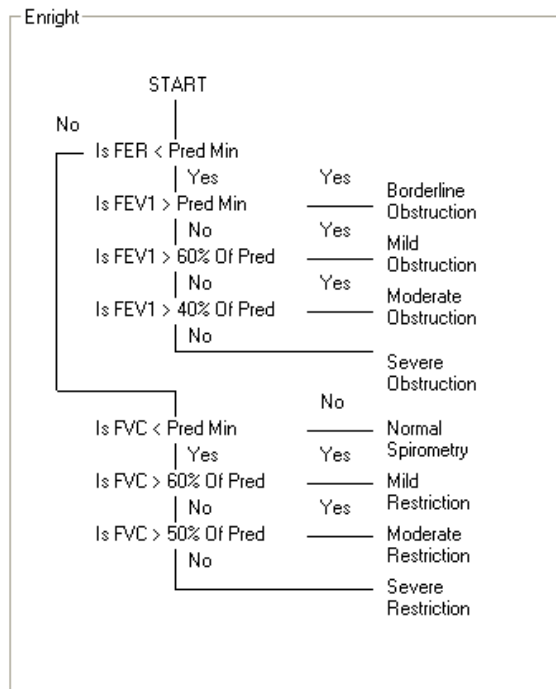 Enright
START
No
Is FER < Pred Min
Yes Yes
Borderline
Is FEV1 > Pred Min
Obstruction
No Yes
Mild
Is FEV1 > 60% Of Pred
Obstruction
No Yes
Moderate
Is FEV1 > 40% Of Pred
Obstruction
No
Severe
Obstruction
No
Is FVC < Pred Min
Normal
Spirometry
Yes Yes
Is FVC > 60% Of Pred
Mild
Restriction
No Yes
Is FVC > 50% Of Pred
Moderate
Restriction
No
Severe
Restriction